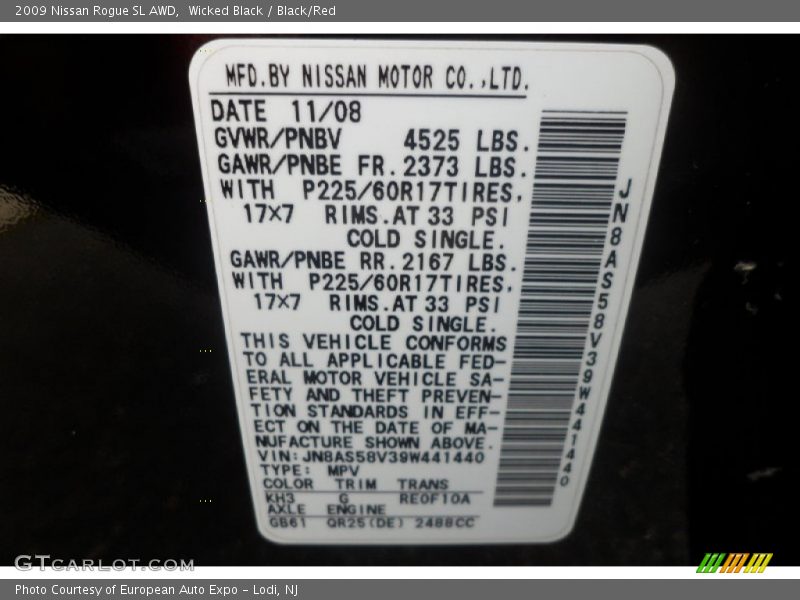 2009 Nissan Rogue SL AWD,  Wicked Black / Black/Red
MFD.BY NISSAN MOTOR CO.,LTD.
DATE 11/08
GVWR/PNBV 4525 LBS.
GAWR/PNBE FR. 2373 LBS.
WITH P225/60R17TIRES,
17×7 RIMS.AT 33 PSI
COLD SINGLE.
GAWR/PNBE RR. 2167 LBS.
WITH P225/60R17TIRES,
17×7 RIMS.AT 33 PSI
COLD SINGLE.
THIS VEHICLE CONFORMS
TO ALL APPLICABLE FED-
ERAL MOTOR VEHICLE SA-
FETY AND THEFT PREVEN-
TION STANDARDS IN EFF-
ECT ON THE DATE OF MA-
NUFACTURE SHOWN ABOVE.
VIN:JN8AS58V39W441440
TYPE: MPV
COLOR TRIM TRANS
KH3 G RE0F10A
AXLE ENGINE
GB61 QR25(DE) 2488CC
JN8AS58V39W441440
GTCARLOT.COM
Photo Courtesy of European Auto Expo - Lodi, NJ